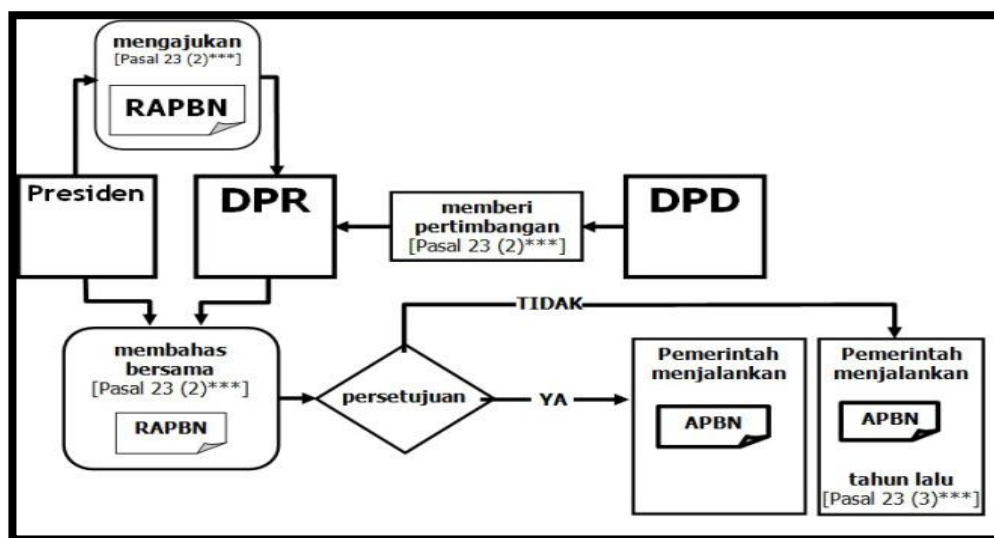 mengajukan
[Pasal 23 (2)***]
RAPBN
Presiden
DPR
memberi
pertimbangan
[Pasal 23 (2)***]
DPD
membahas
bersama
[Pasal 23 (2)***]
RAPBN
persetujuan
TIDAK
YA
Pemerintah
menjalankan
APBN
Pemerintah
menjalankan
APBN
tahun lalu
[Pasal 23 (3)***]